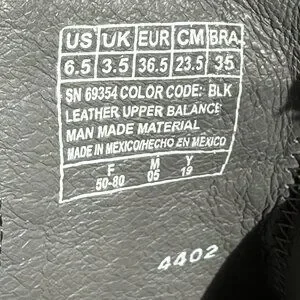 US UK EUR CM BRA
6.5 3.5 36.5 23.5 35
SN 69354 COLOR CODE: BLK
LEATHER UPPER BALANCE
MAN MADE MATERIAL
MADE IN MEXICO/HECHO EN MEXICO
F M Y
50-80 05 19
4402